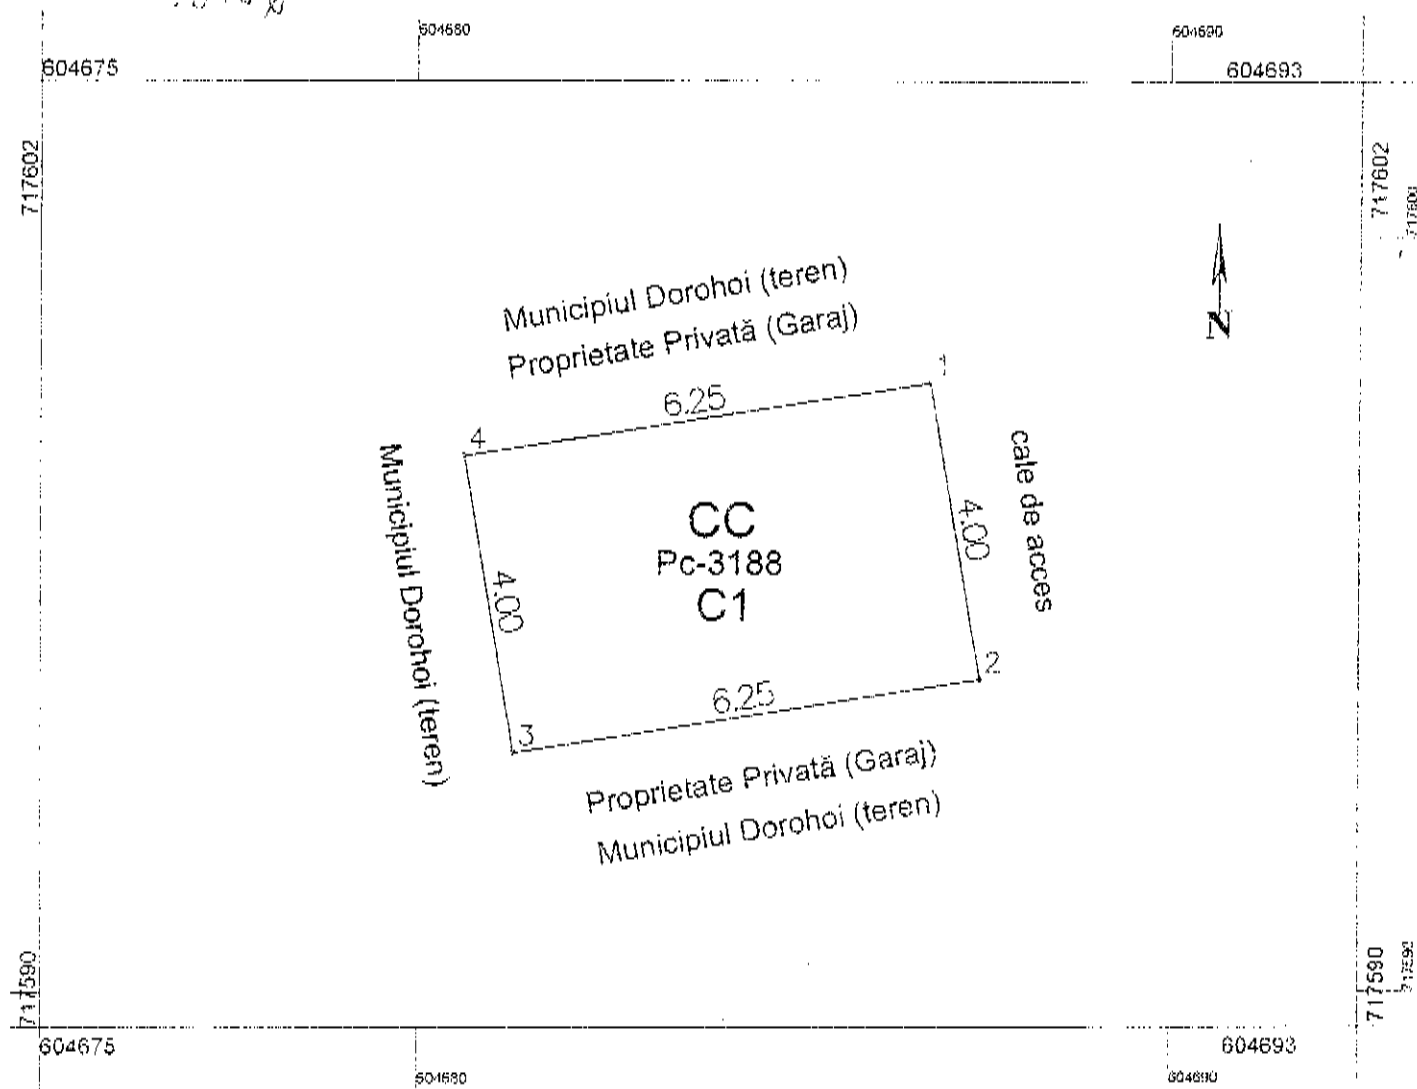 604680
604690
604675
604693
717602
717602
717600
N
Municipiul Dorohoi (teren)
Proprietate Privată (Garaj)
6.25
1
4
Municipiul Dorohoi (teren)
4.00
CC
Pc-3188
C1
4.00
cale de acces
2
6.25
3
Proprietate Privată (Garaj)
Municipiul Dorohoi (teren)
717590
717590
717590
604675
604693
604680
604690